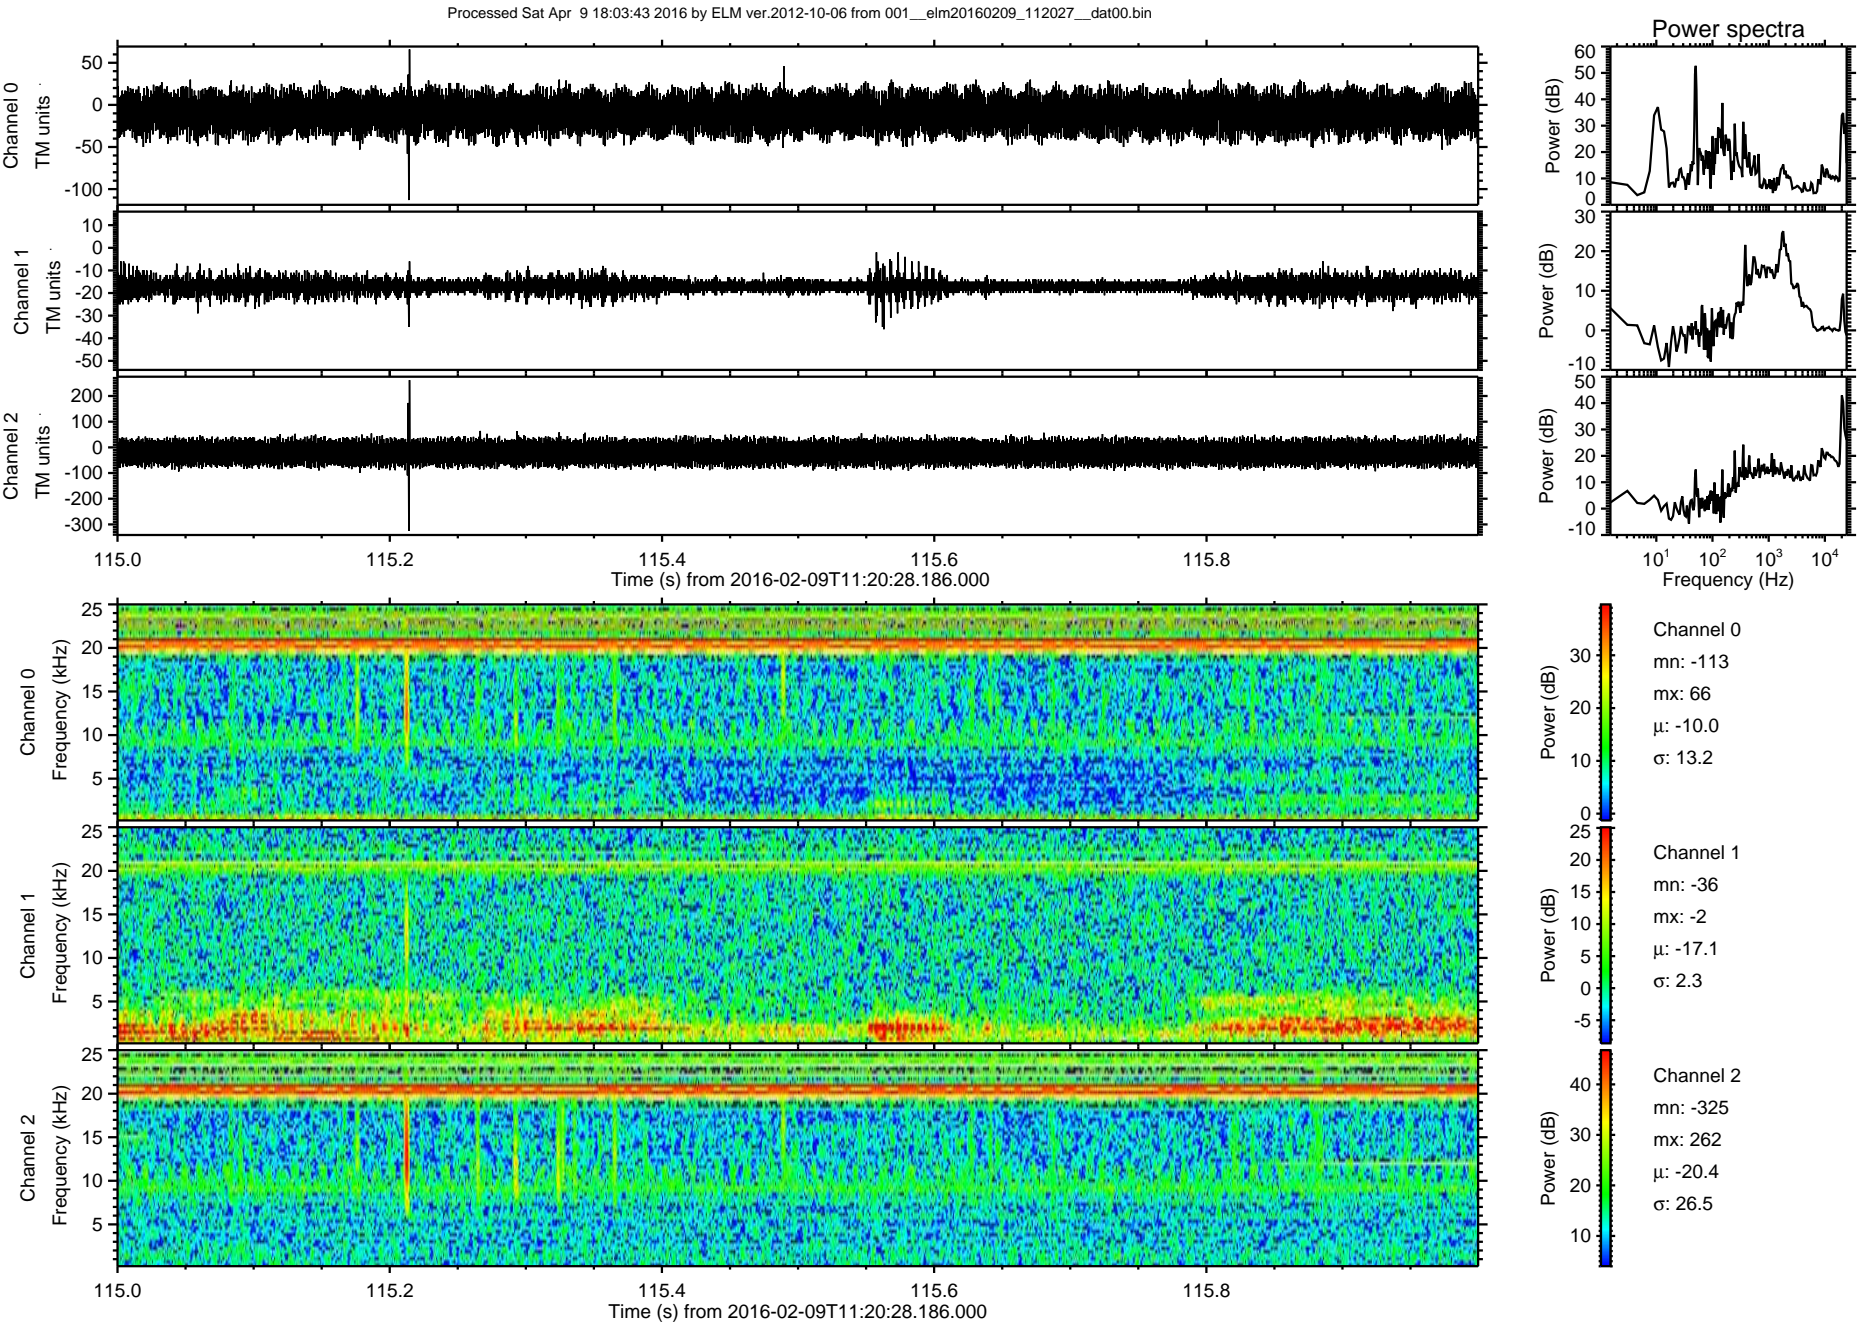 Processed Sat Apr  9 18:03:43 2016 by ELM ver.2012-10-06 from 001__elm20160209_112027__dat00.bin
Power spectra
Channel 0
TM units
50
0
-50
-100
Power (dB)
60
50
40
30
20
10
0
Channel 1
TM units
10
0
-10
-20
-30
-40
-50
Power (dB)
30
20
10
0
-10
Channel 2
TM units
200
100
0
-100
-200
-300
Power (dB)
50
40
30
20
10
0
-10
115.0 115.2 115.4 115.6 115.8
Time (s) from 2016-02-09T11:20:28.186.000
10¹ 10² 10³ 10⁴
Frequency (Hz)
Channel 0
Frequency (kHz)
25
20
15
10
5
Power (dB)
30
20
10
0
Channel 0
mn: -113
mx: 66
µ: -10.0
σ: 13.2
Channel 1
Frequency (kHz)
25
20
15
10
5
Power (dB)
25
20
15
10
5
0
-5
Channel 1
mn: -36
mx: -2
µ: -17.1
σ: 2.3
Channel 2
Frequency (kHz)
25
20
15
10
5
Power (dB)
40
30
20
10
Channel 2
mn: -325
mx: 262
µ: -20.4
σ: 26.5
115.0 115.2 115.4 115.6 115.8
Time (s) from 2016-02-09T11:20:28.186.000